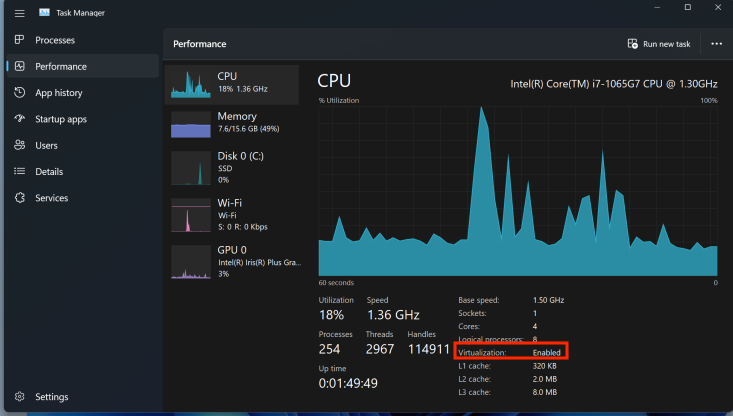 Task Manager
Processes
Performance
App history
Startup apps
Users
Details
Services
Settings
Performance
Run new task
CPU
18% 1.36 GHz
Memory
7.6/15.6 GB (49%)
Disk 0 (C:)
SSD
0%
Wi-Fi
Wi-Fi
S: 0 R: 0 Kbps
GPU 0
Intel(R) Iris(R) Plus Gra...
3%
CPU Intel(R) Core(TM) i7-1065G7 CPU @ 1.30GHz
% Utilization 100%
60 seconds 0
Utilization Speed
18% 1.36 GHz
Processes Threads Handles
254 2967 114911
Up time
0:01:49:49
Base speed: 1.50 GHz
Sockets: 1
Cores: 4
Logical processors: 8
Virtualization: Enabled
L1 cache: 320 KB
L2 cache: 2.0 MB
L3 cache: 8.0 MB